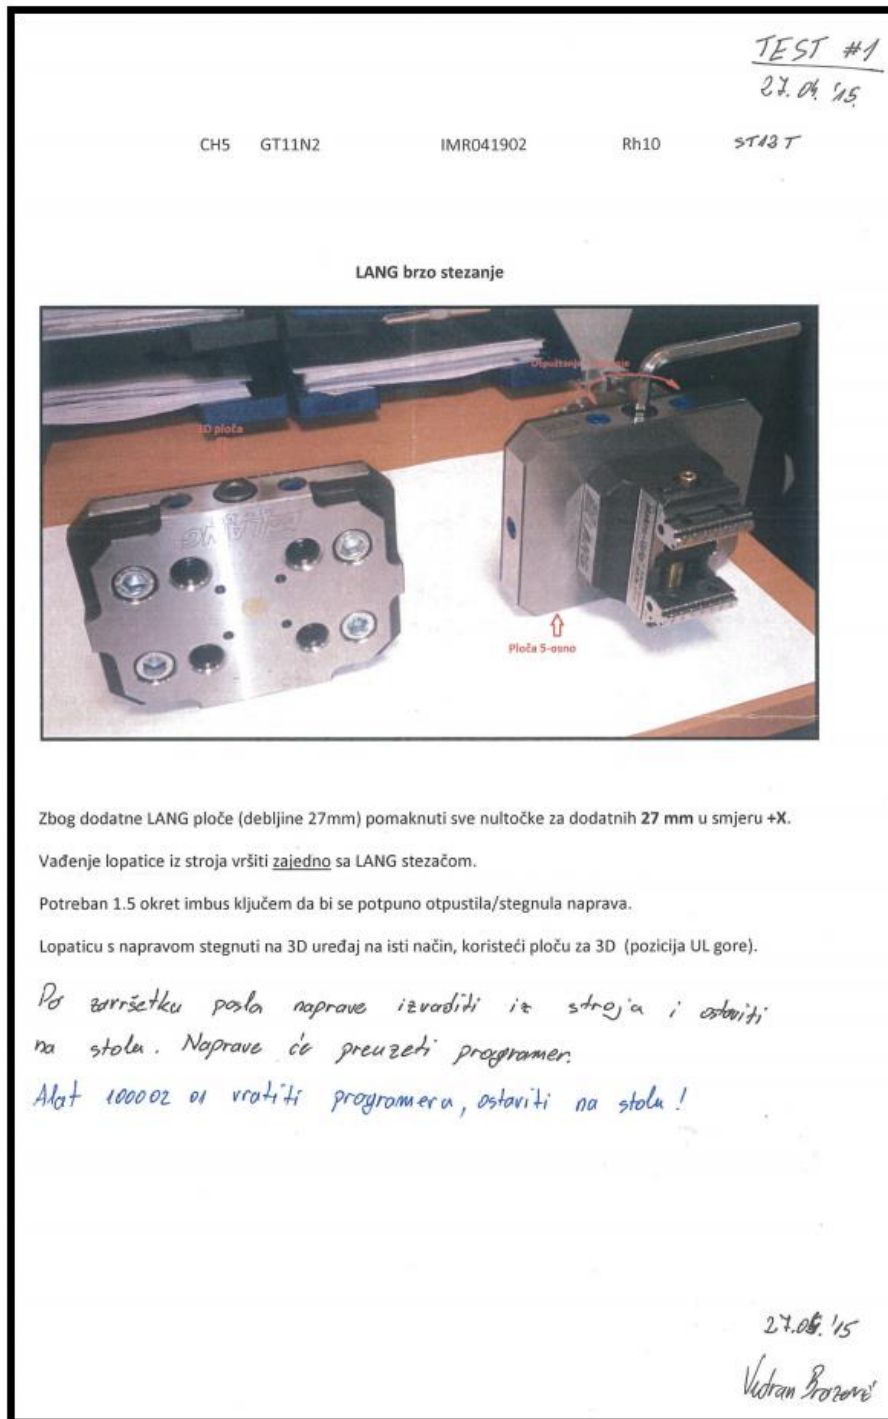 TEST #1
27.04.'15.
CH5 GT11N2 IMR041902 Rh10 ST13T
LANG brzo stezanje
3D ploča
LANG
Ploča 5-osno
Zbog dodatne LANG ploče (debljine 27mm) pomaknuti sve nultočke za dodatnih 27 mm u smjeru +X.
Vađenje lopatice iz stroja vršiti zajedno sa LANG stezačom.
Potreban 1.5 okret imbus ključem da bi se potpuno otpustila/stegnula naprava.
Lopaticu s napravom stegnuti na 3D uređaj na isti način, koristeći ploču za 3D (pozicija UL gore).
Po završetku posla naprave izvaditi iz stroja i ostaviti
na stolu. Naprave će preuzeti programer.
Alat 100002 01 vratiti programeru, ostaviti na stolu!
27.04.'15
Vedran Brozović